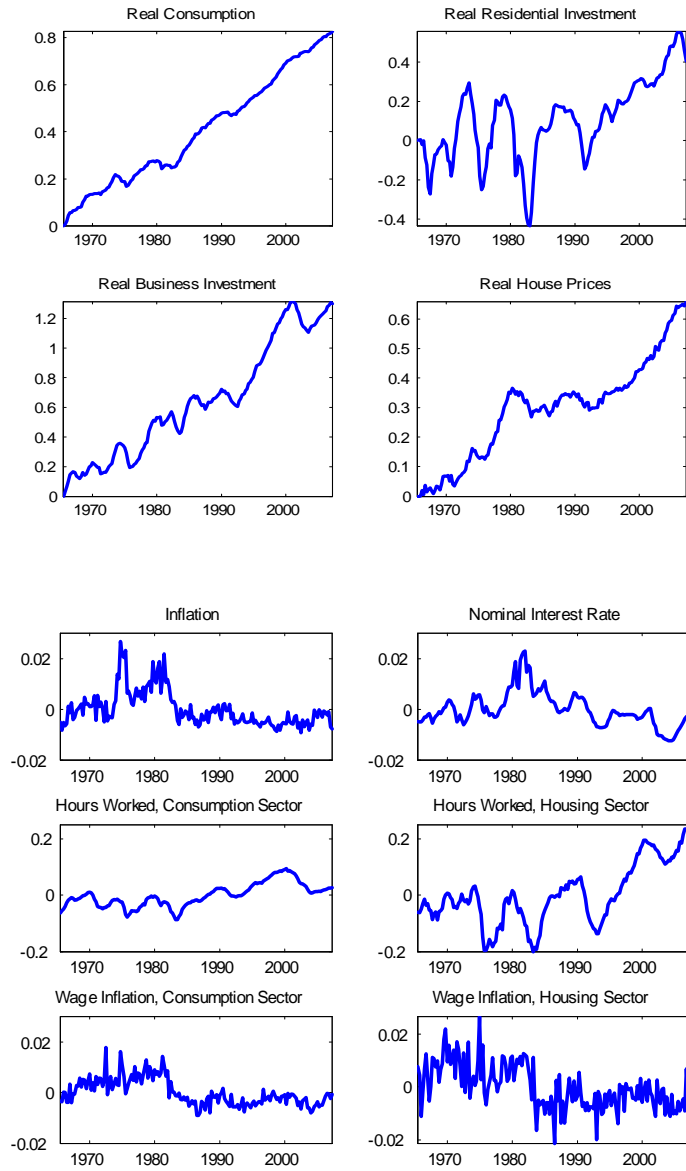 Real Consumption
0.8
0.6
0.4
0.2
0
1970 1980 1990 2000
Real Residential Investment
0.4
0.2
0
-0.2
-0.4
1970 1980 1990 2000
Real Business Investment
1.2
1
0.8
0.6
0.4
0.2
0
1970 1980 1990 2000
Real House Prices
0.6
0.5
0.4
0.3
0.2
0.1
0
1970 1980 1990 2000
Inflation
0.02
0
-0.02
1970 1980 1990 2000
Nominal Interest Rate
0.02
0
-0.02
1970 1980 1990 2000
Hours Worked, Consumption Sector
0.2
0
-0.2
1970 1980 1990 2000
Hours Worked, Housing Sector
0.2
0
-0.2
1970 1980 1990 2000
Wage Inflation, Consumption Sector
0.02
0
-0.02
1970 1980 1990 2000
Wage Inflation, Housing Sector
0.02
0
-0.02
1970 1980 1990 2000